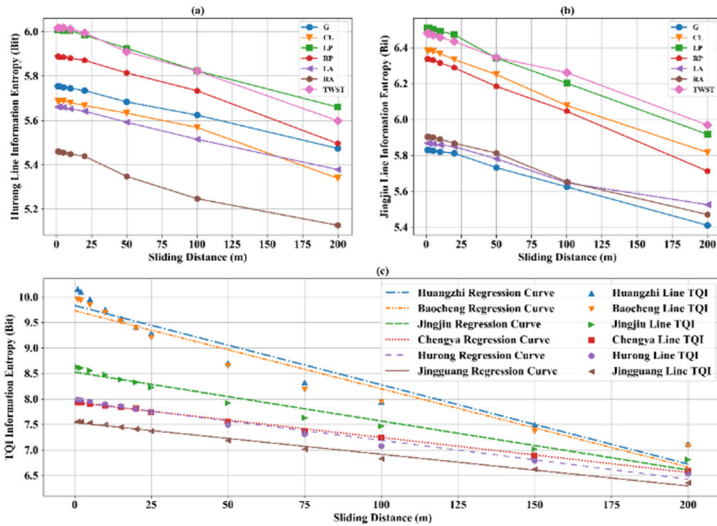 (a)
Hurong Line Information Entropy (Bit)
6.0
5.8
5.6
5.4
5.2
G
CL
LP
RP
LA
RA
TWST
0
25
50
75
100
125
150
175
200
Sliding Distance (m)
(b)
Jingjiu Line Information Entropy (Bit)
6.4
6.2
6.0
5.8
5.6
5.4
G
CL
LP
RP
LA
RA
TWST
0
25
50
75
100
125
150
175
200
Sliding Distance (m)
(c)
TQI Information Entropy (Bit)
10.0
9.5
9.0
8.5
8.0
7.5
7.0
6.5
Huangzhi Regression Curve
Baocheng Regression Curve
Jingjiu Regression Curve
Chengya Regression Curve
Hurong Regression Curve
Jingguang Regression Curve
Huangzhi Line TQI
Baocheng Line TQI
Jingjiu Line TQI
Chengya Line TQI
Hurong Line TQI
Jingguang Line TQI
0
25
50
75
100
125
150
175
200
Sliding Distance (m)